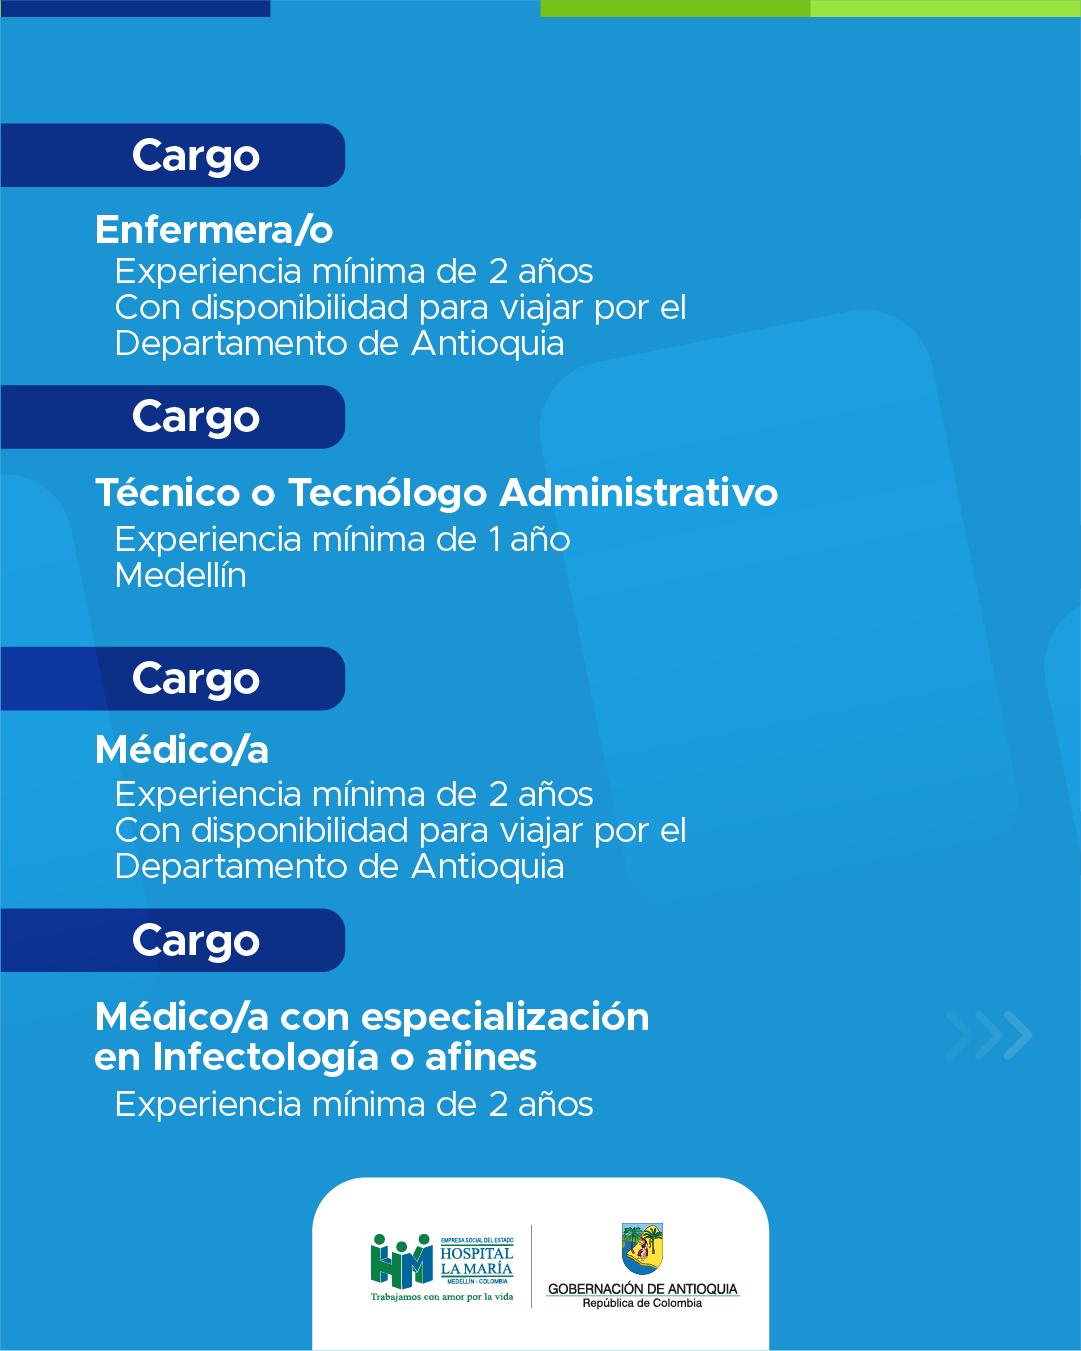 Cargo
Enfermera/o
Experiencia mínima de 2 años
Con disponibilidad para viajar por el
Departamento de Antioquia
Cargo
Técnico o Tecnólogo Administrativo
Experiencia mínima de 1 año
Medellín
Cargo
Médico/a
Experiencia mínima de 2 años
Con disponibilidad para viajar por el
Departamento de Antioquia
Cargo
Médico/a con especialización
en Infectología o afines
Experiencia mínima de 2 años
EMPRESA SOCIAL DEL ESTADO
HOSPITAL
LA MARÍA
MEDELLÍN - COLOMBIA
Trabajamos con amor por la vida
GOBERNACIÓN DE ANTIOQUIA
República de Colombia